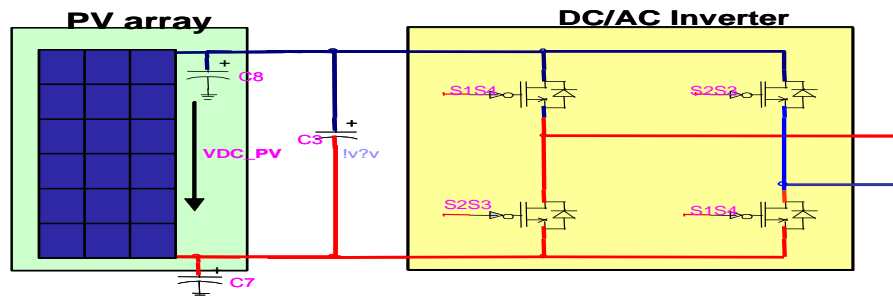 PV array
DC/AC Inverter
+
C8
S1S4
S2S3
+
C3
!v?v
VDC_PV
S2S3
S1S4
+
C7